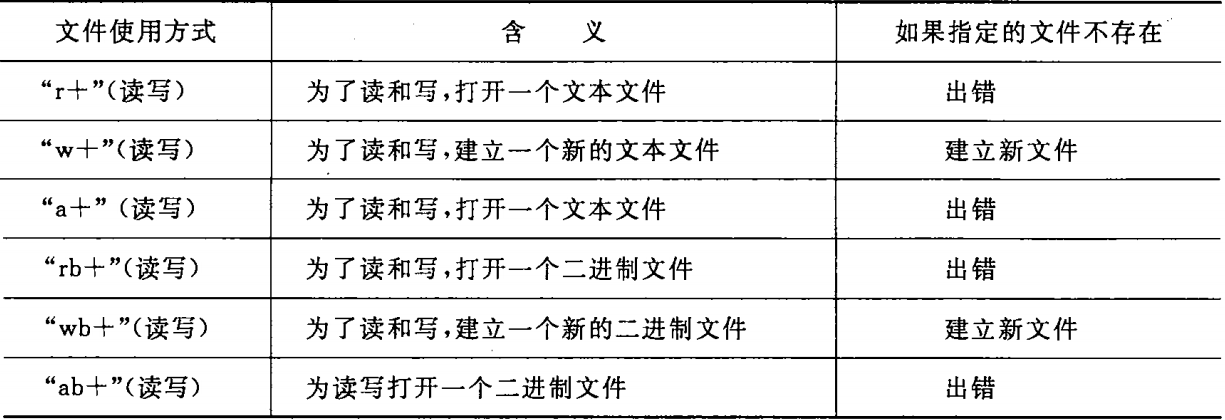 文件使用方式 含 义 如果指定的文件不存在
“r+”(读写) 为了读和写,打开一个文本文件 出错
“w+”(读写) 为了读和写,建立一个新的文本文件 建立新文件
“a+” (读写) 为了读和写,打开一个文本文件 出错
“rb+”(读写) 为了读和写,打开一个二进制文件 出错
“wb+”(读写) 为了读和写,建立一个新的二进制文件 建立新文件
“ab+”(读写) 为读写打开一个二进制文件 出错